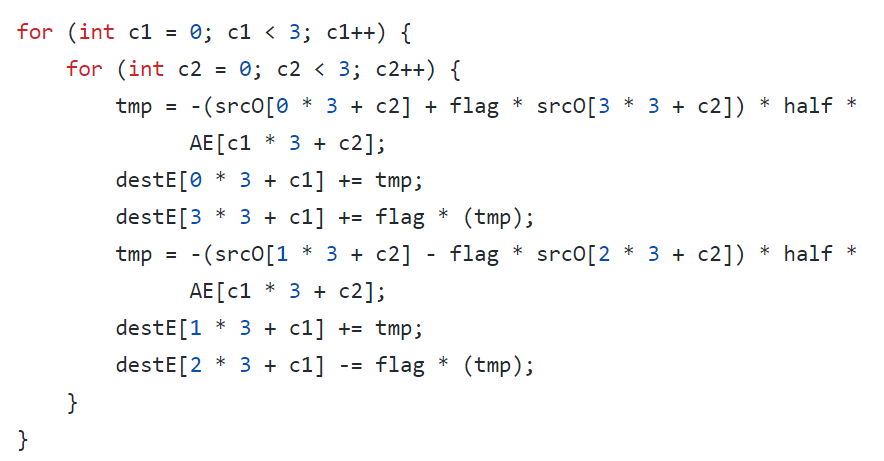 for (int c1 = 0; c1 < 3; c1++) {
    for (int c2 = 0; c2 < 3; c2++) {
        tmp = -(srcO[0 * 3 + c2] + flag * srcO[3 * 3 + c2]) * half *
              AE[c1 * 3 + c2];
        destE[0 * 3 + c1] += tmp;
        destE[3 * 3 + c1] += flag * (tmp);
        tmp = -(srcO[1 * 3 + c2] - flag * srcO[2 * 3 + c2]) * half *
              AE[c1 * 3 + c2];
        destE[1 * 3 + c1] += tmp;
        destE[2 * 3 + c1] -= flag * (tmp);
    }
}